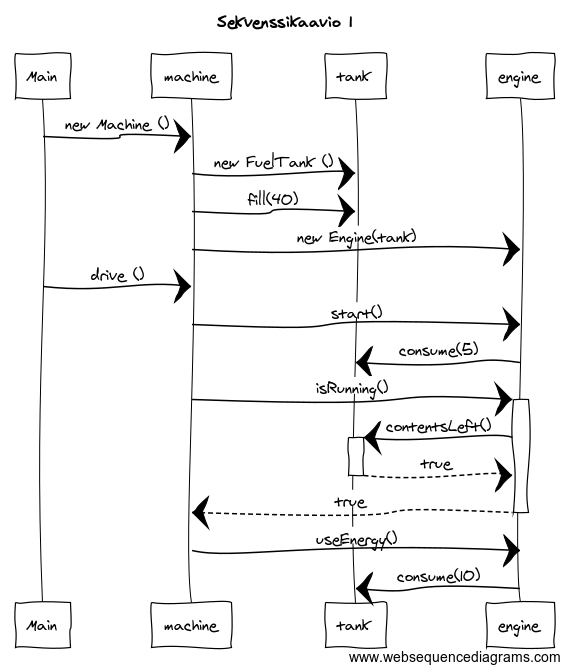 Sekvenssikaavio 1
Main machine tank engine
new Machine ()
new FuelTank ()
fill(40)
new Engine(tank)
drive ()
start()
consume(5)
isRunning()
contentsLeft()
true
true
useEnergy()
consume(10)
Main machine tank engine
www.websequencediagrams.com